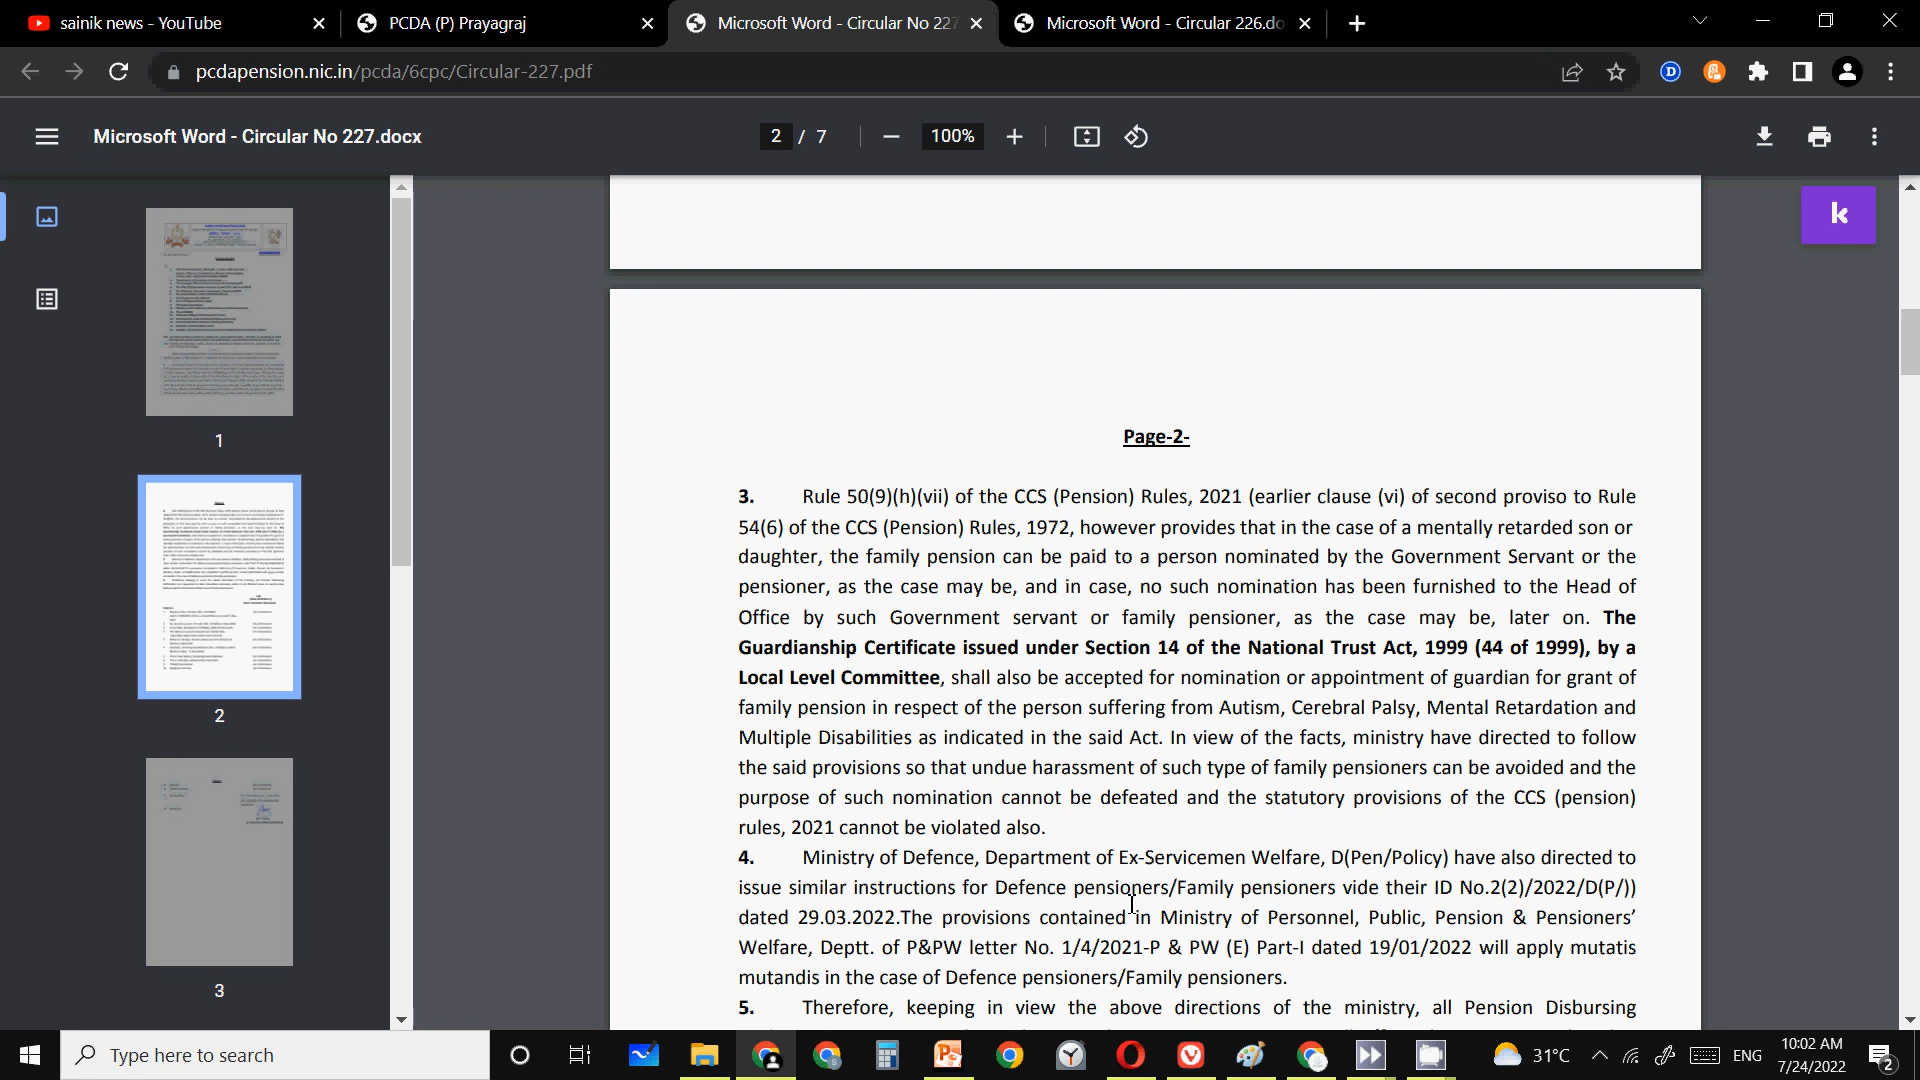 sainik news - YouTube
PCDA (P) Prayagraj
Microsoft Word - Circular No 227
Microsoft Word - Circular 226.do
pcdapension.nic.in/pcda/6cpc/Circular-227.pdf
Microsoft Word - Circular No 227.docx
2 / 7
100%
k
1
2
3
Page-2-
3. Rule 50(9)(h)(vii) of the CCS (Pension) Rules, 2021 (earlier clause (vi) of second proviso to Rule
54(6) of the CCS (Pension) Rules, 1972, however provides that in the case of a mentally retarded son or
daughter, the family pension can be paid to a person nominated by the Government Servant or the
pensioner, as the case may be, and in case, no such nomination has been furnished to the Head of
Office by such Government servant or family pensioner, as the case may be, later on. The
Guardianship Certificate issued under Section 14 of the National Trust Act, 1999 (44 of 1999), by a
Local Level Committee, shall also be accepted for nomination or appointment of guardian for grant of
family pension in respect of the person suffering from Autism, Cerebral Palsy, Mental Retardation and
Multiple Disabilities as indicated in the said Act. In view of the facts, ministry have directed to follow
the said provisions so that undue harassment of such type of family pensioners can be avoided and the
purpose of such nomination cannot be defeated and the statutory provisions of the CCS (pension)
rules, 2021 cannot be violated also.
4. Ministry of Defence, Department of Ex-Servicemen Welfare, D(Pen/Policy) have also directed to
issue similar instructions for Defence pensioners/Family pensioners vide their ID No.2(2)/2022/D(P/))
dated 29.03.2022.The provisions contained in Ministry of Personnel, Public, Pension & Pensioners’
Welfare, Deptt. of P&PW letter No. 1/4/2021-P & PW (E) Part-I dated 19/01/2022 will apply mutatis
mutandis in the case of Defence pensioners/Family pensioners.
5. Therefore, keeping in view the above directions of the ministry, all Pension Disbursing
Type here to search
31°C
ENG
10:02 AM
7/24/2022
2